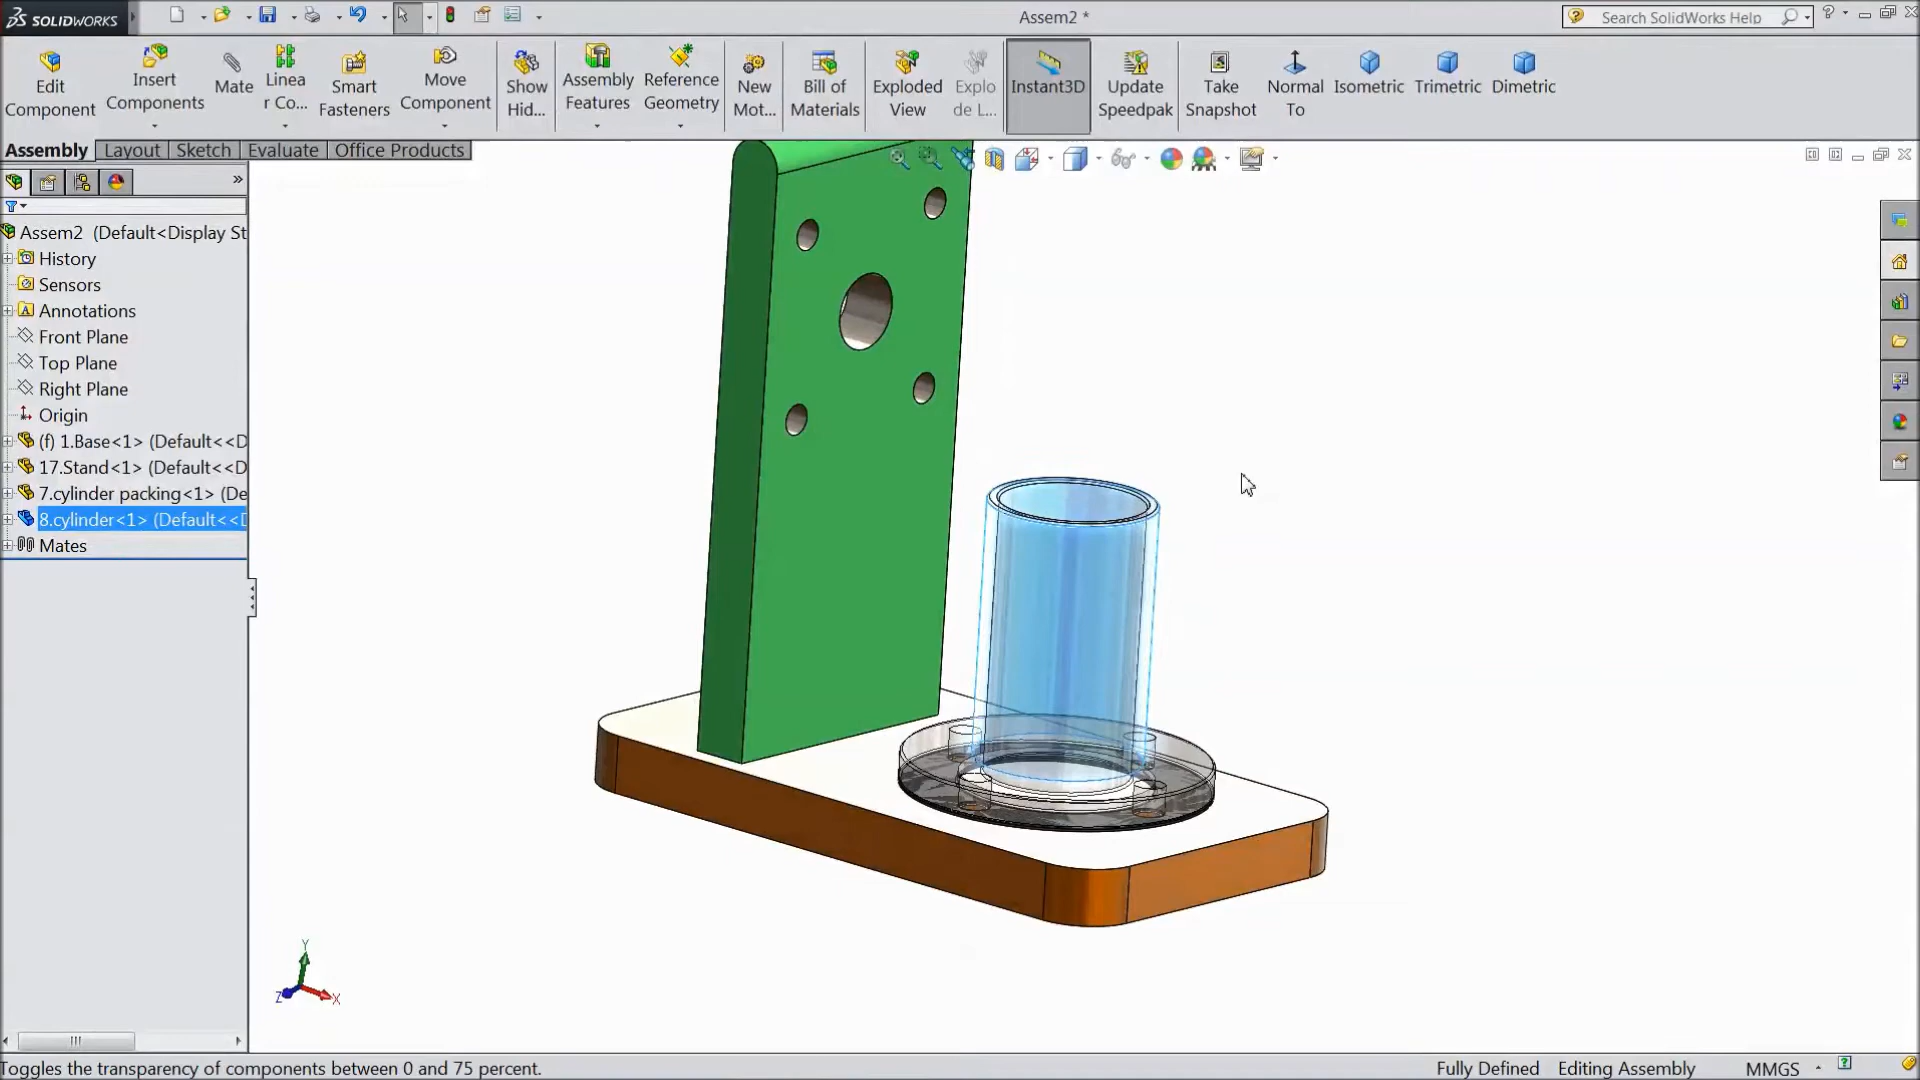 SOLIDWORKS
Assem2 *
Search SolidWorks Help
Edit Component
Insert Components
Mate
Linea r Co...
Smart Fasteners
Move Component
Show Hid...
Assembly Features
Reference Geometry
New Mot...
Bill of Materials
Exploded View
Explo de L...
Instant3D
Update Speedpak
Take Snapshot
Normal To
Isometric
Trimetric
Dimetric
Assembly
Layout
Sketch
Evaluate
Office Products
Assem2 (Default<Display St
History
Sensors
Annotations
Front Plane
Top Plane
Right Plane
Origin
(f) 1.Base<1> (Default<<D
17.Stand<1> (Default<<D
7.cylinder packing<1> (De
8.cylinder<1> (Default<<D
Mates
Y
Z
X
Toggles the transparency of components between 0 and 75 percent.
Fully Defined
Editing Assembly
MMGS